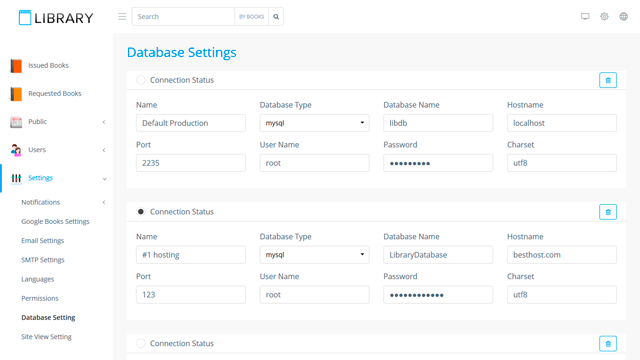 LIBRARY
Search
BY BOOKS
Issued Books
Requested Books
Public
Users
Settings
Notifications
Google Books Settings
Email Settings
SMTP Settings
Languages
Permissions
Database Setting
Site View Setting
Database Settings
Connection Status
Name
Database Type
Database Name
Hostname
Default Production
mysql
libdb
localhost
Port
User Name
Password
Charset
2235
root
●●●●●●●●●
utf8
Connection Status
Name
Database Type
Database Name
Hostname
#1 hosting
mysql
LibraryDatabase
besthost.com
Port
User Name
Password
Charset
123
root
●●●●●●●●●●●●
utf8
Connection Status